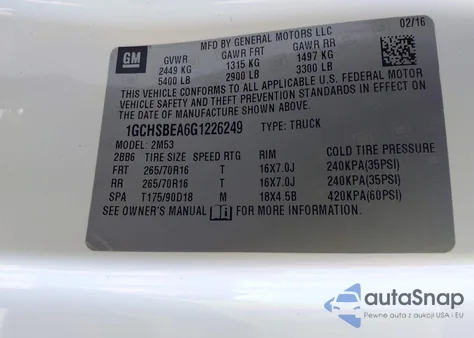 MFD BY GENERAL MOTORS LLC 02/16
GM
GVWR GAWR FRT GAWR RR
2449 KG 1315 KG 1497 KG
5400 LB 2900 LB 3300 LB
THIS VEHICLE CONFORMS TO ALL APPLICABLE U.S. FEDERAL MOTOR
VEHICLE SAFETY AND THEFT PREVENTION STANDARDS IN EFFECT ON
THE DATE OF MANUFACTURE SHOWN ABOVE.
1GCHSBEA6G1226249 TYPE: TRUCK
MODEL: 2M53
2BB6 TIRE SIZE SPEED RTG RIM COLD TIRE PRESSURE
FRT 265/70R16 T 16X7.0J 240KPA(35PSI)
RR 265/70R16 T 16X7.0J 240KPA(35PSI)
SPA T175/90D18 M 18X4.5B 420KPA(60PSI)
SEE OWNER'S MANUAL FOR MORE INFORMATION
autoSnap
Pewne auta z USA i EU